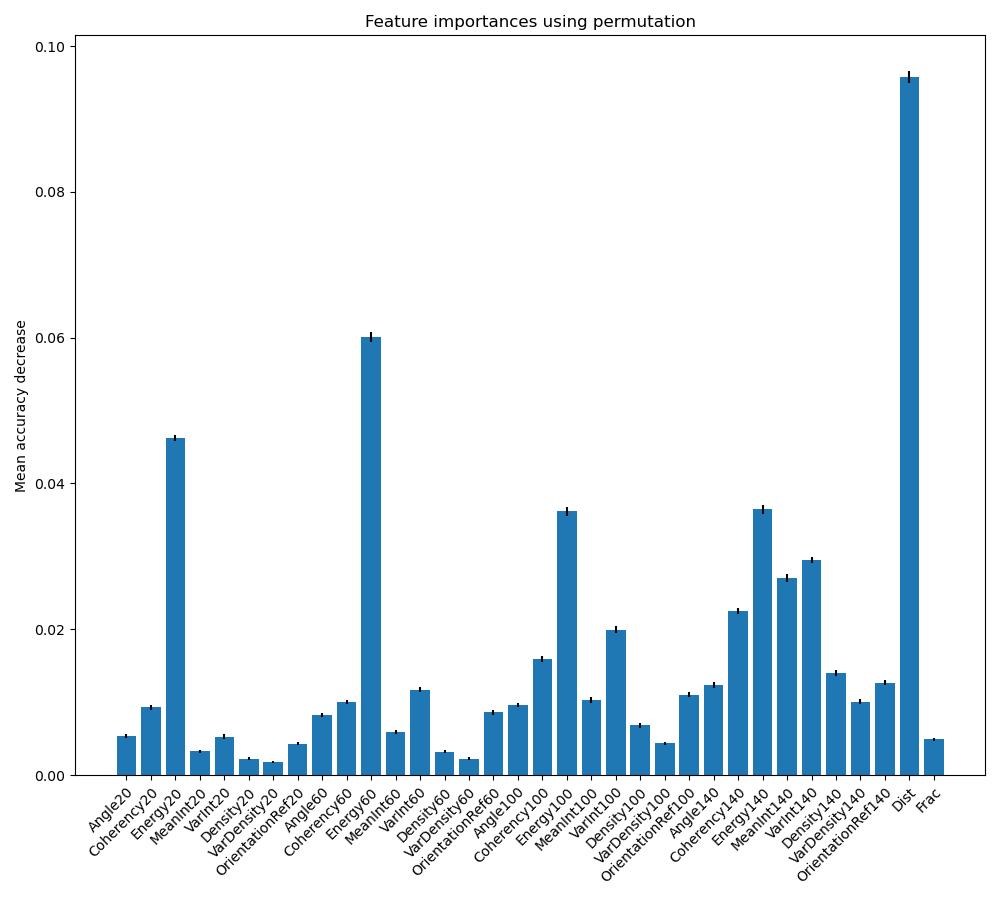 Feature importances using permutation
0.10
0.08
0.06
0.04
0.02
0.00
Mean accuracy decrease
Angle20
Coherency20
Energy20
MeanInt20
VarInt20
Density20
VarDensity20
OrientationRef20
Angle60
Coherency60
Energy60
MeanInt60
VarInt60
Density60
VarDensity60
OrientationRef60
Angle100
Coherency100
Energy100
MeanInt100
VarInt100
Density100
VarDensity100
OrientationRef100
Angle140
Coherency140
Energy140
MeanInt140
VarInt140
Density140
VarDensity140
OrientationRef140
Dist
Frac